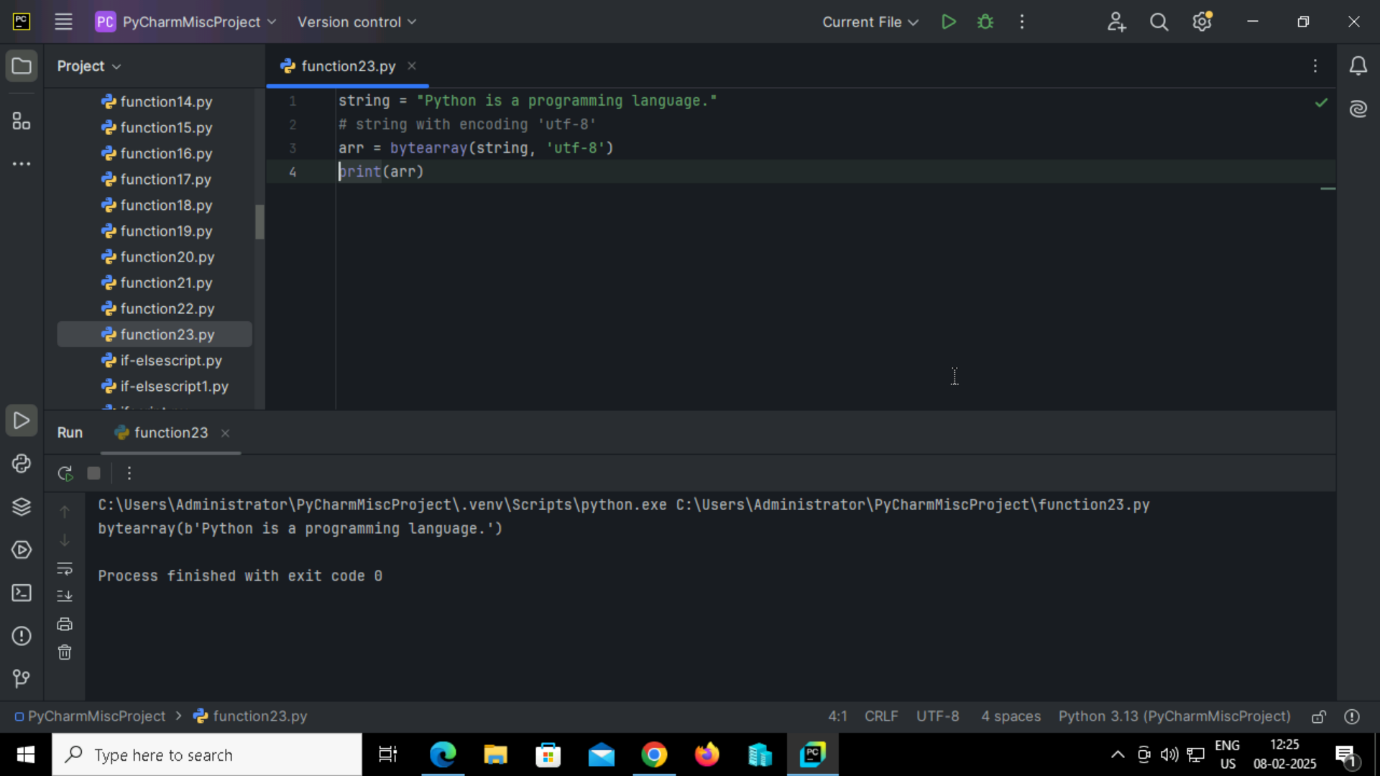 PC PyCharmMiscProject Version control Current File
Project
function23.py
function14.py
function15.py
function16.py
function17.py
function18.py
function19.py
function20.py
function21.py
function22.py
function23.py
if-elsescript.py
if-elsescript1.py
1 string = "Python is a programming language."
2 # string with encoding 'utf-8'
3 arr = bytearray(string, 'utf-8')
4 print(arr)
Run function23
C:\Users\Administrator\PyCharmMiscProject\.venv\Scripts\python.exe C:\Users\Administrator\PyCharmMiscProject\function23.py
bytearray(b'Python is a programming language.')
Process finished with exit code 0
PyCharmMiscProject > function23.py 4:1 CRLF UTF-8 4 spaces Python 3.13 (PyCharmMiscProject)
Type here to search
PC
ENG
US
12:25
08-02-2025
1